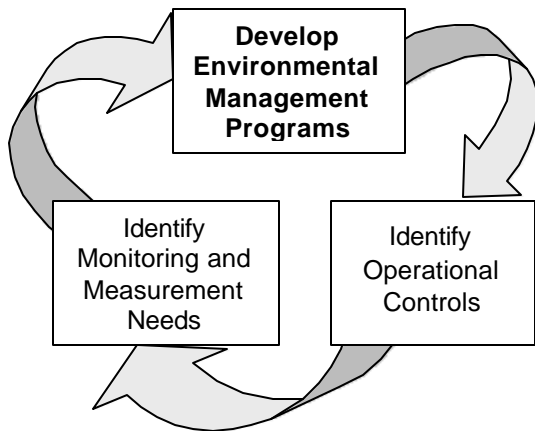 Develop
Environmental
Management
Programs
Identify
Monitoring and
Measurement
Needs
Identify
Operational
Controls